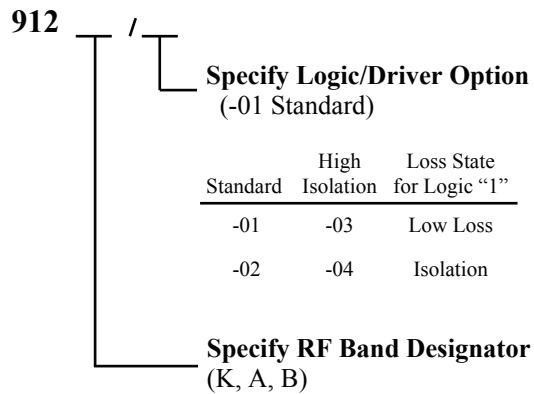 912 __ / __
Specify Logic/Driver Option
(-01 Standard)
High Loss State
Standard Isolation for Logic “1”
-01 -03 Low Loss
-02 -04 Isolation
Specify RF Band Designator
(K, A, B)